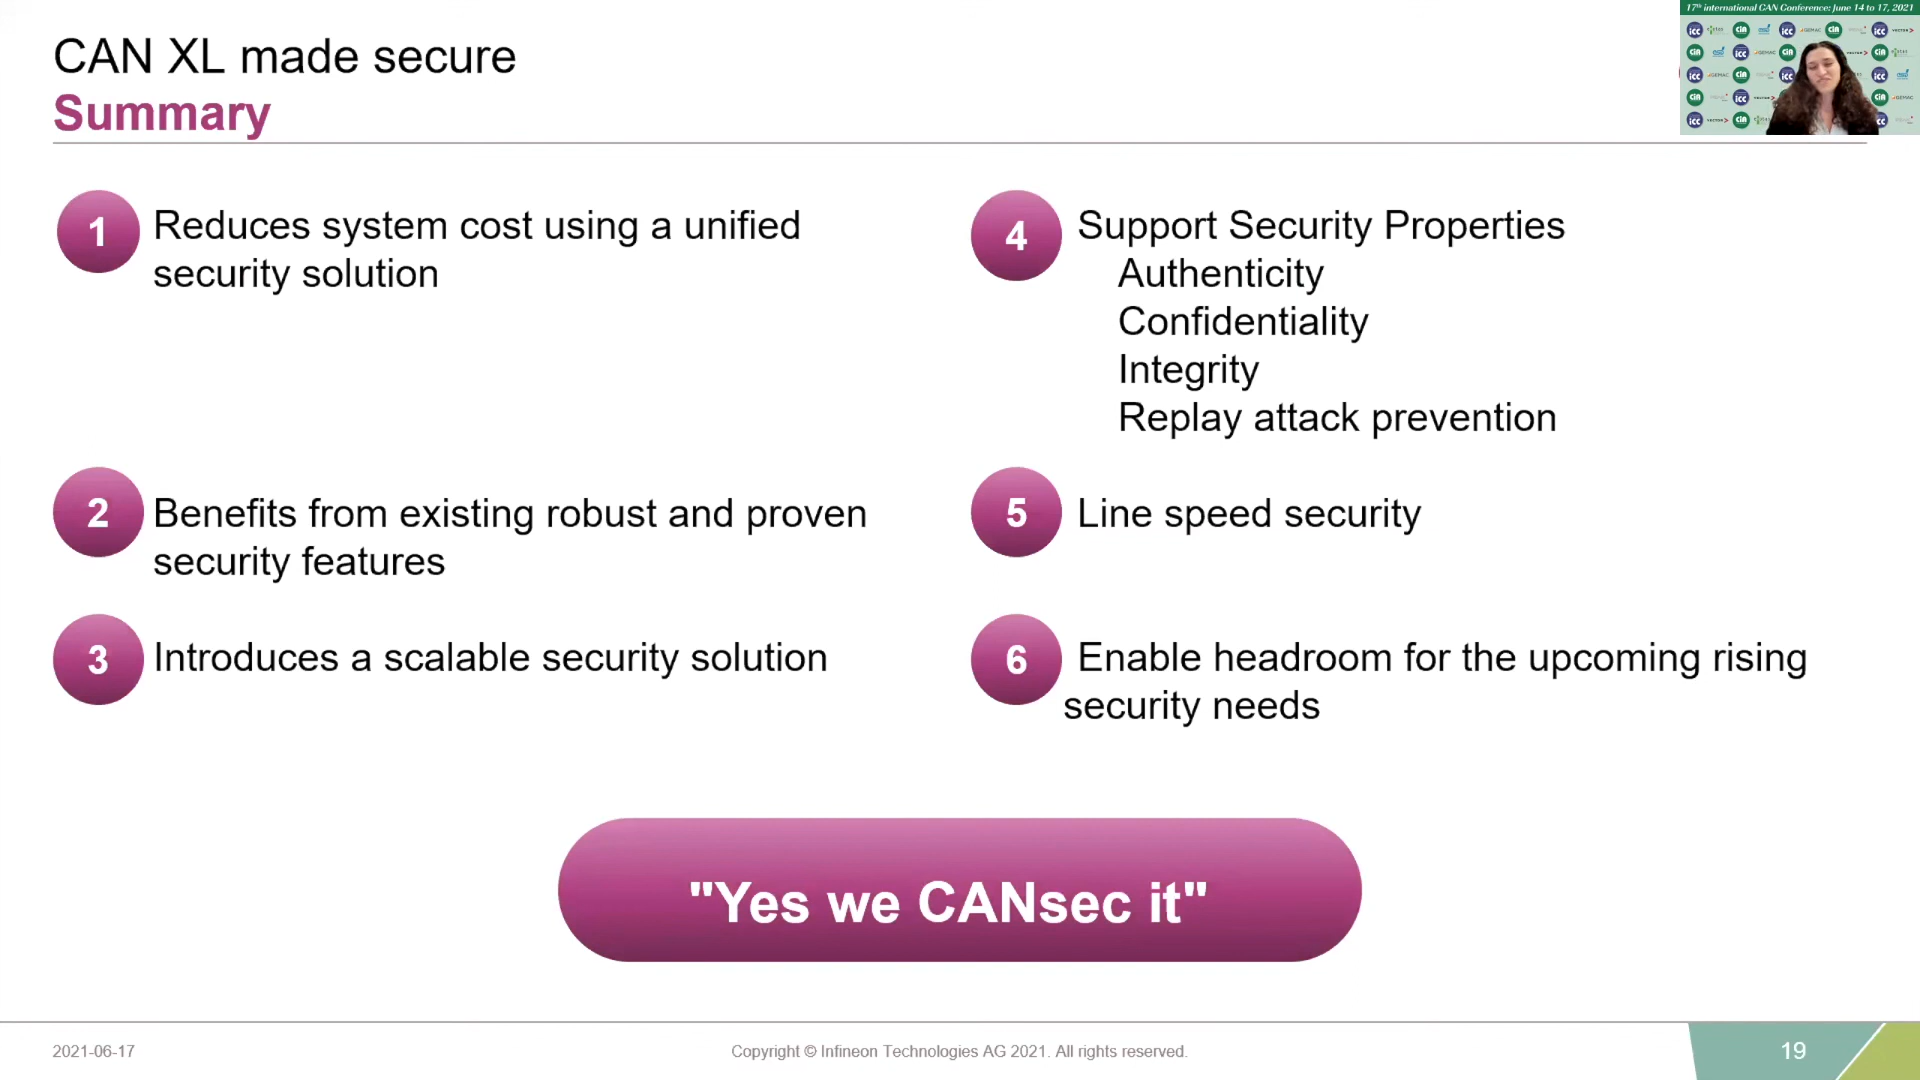 17th international CAN Conference: June 14 to 17, 2021
CAN XL made secure
Summary
1
Reduces system cost using a unified
security solution
2
Benefits from existing robust and proven
security features
3
Introduces a scalable security solution
4
Support Security Properties
Authenticity
Confidentiality
Integrity
Replay attack prevention
5
Line speed security
6
Enable headroom for the upcoming rising
security needs
"Yes we CANsec it"
2021-06-17
Copyright © Infineon Technologies AG 2021. All rights reserved.
19